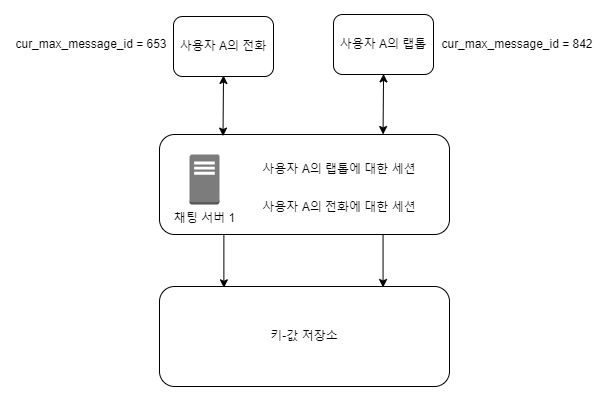 cur_max_message_id = 653
사용자 A의 전화
사용자 A의 랩톱
cur_max_message_id = 842
사용자 A의 랩톱에 대한 세션
사용자 A의 전화에 대한 세션
채팅 서버 1
키-값 저장소